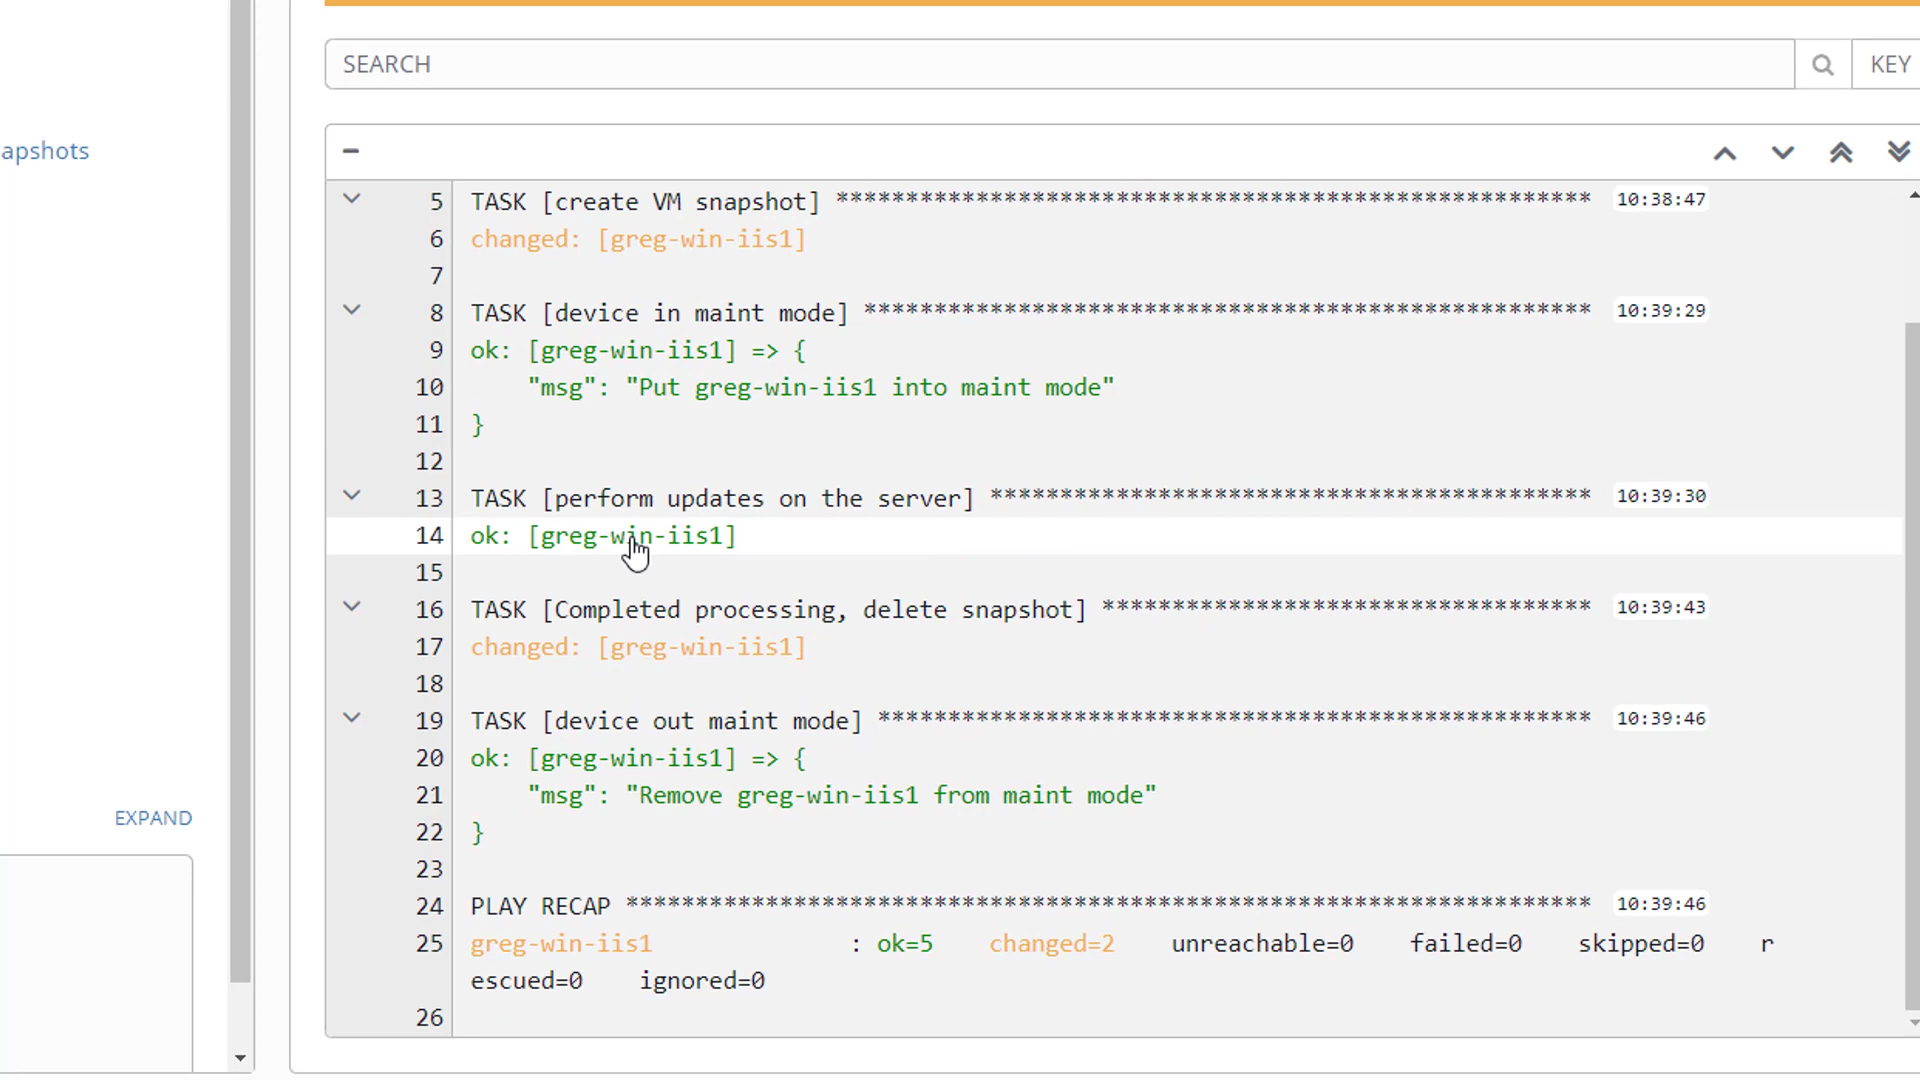 SEARCH
KEY
apshots
5 TASK [create VM snapshot] ****************************************************** 10:38:47
6 changed: [greg-win-iis1]
7
8 TASK [device in maint mode] **************************************************** 10:39:29
9 ok: [greg-win-iis1] => {
10 "msg": "Put greg-win-iis1 into maint mode"
11 }
12
13 TASK [perform updates on the server] ******************************************* 10:39:30
14 ok: [greg-win-iis1]
15
16 TASK [Completed processing, delete snapshot] *********************************** 10:39:43
17 changed: [greg-win-iis1]
18
19 TASK [device out maint mode] *************************************************** 10:39:46
20 ok: [greg-win-iis1] => {
21 "msg": "Remove greg-win-iis1 from maint mode"
22 }
EXPAND
23
24 PLAY RECAP ********************************************************************* 10:39:46
25 greg-win-iis1 : ok=5 changed=2 unreachable=0 failed=0 skipped=0 r
escued=0 ignored=0
26